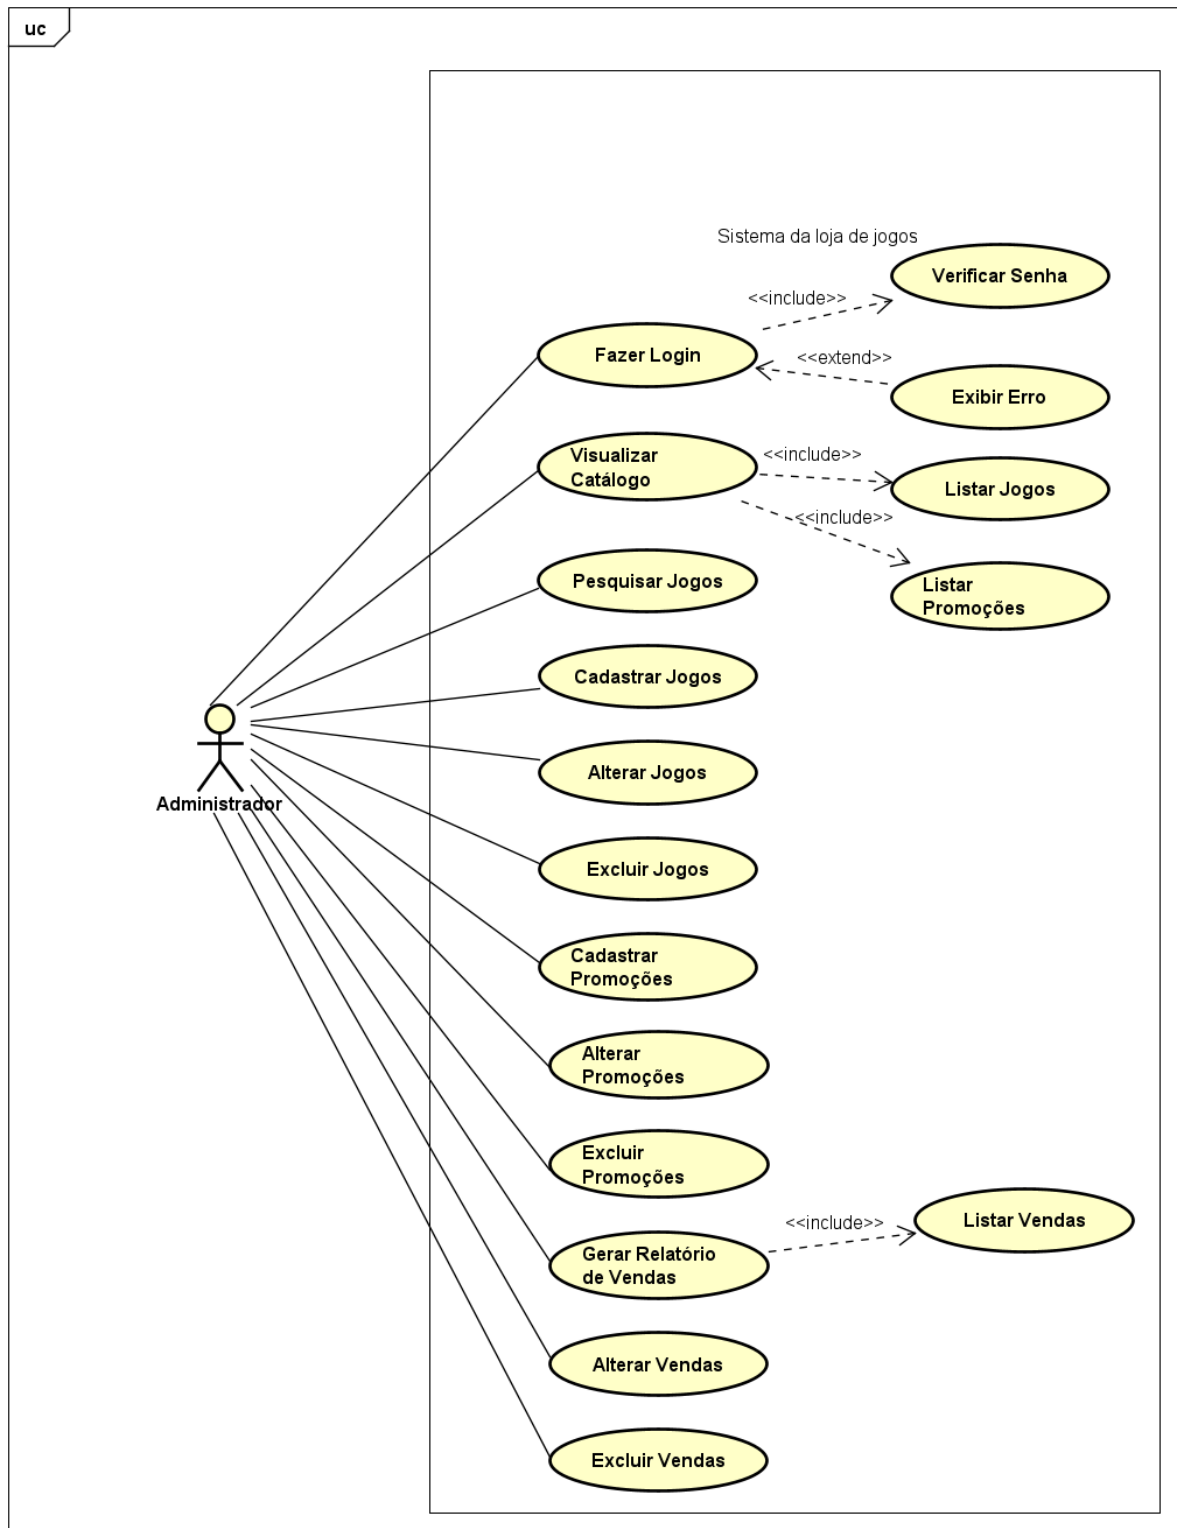 uc
Sistema da loja de jogos
Verificar Senha
<<include>>
Fazer Login
<<extend>>
Exibir Erro
Visualizar
Catálogo
<<include>>
Listar Jogos
<<include>>
Pesquisar Jogos
Listar
Promoções
Cadastrar Jogos
Administrador
Alterar Jogos
Excluir Jogos
Cadastrar
Promoções
Alterar
Promoções
Excluir
Promoções
<<include>>
Listar Vendas
Gerar Relatório
de Vendas
Alterar Vendas
Excluir Vendas